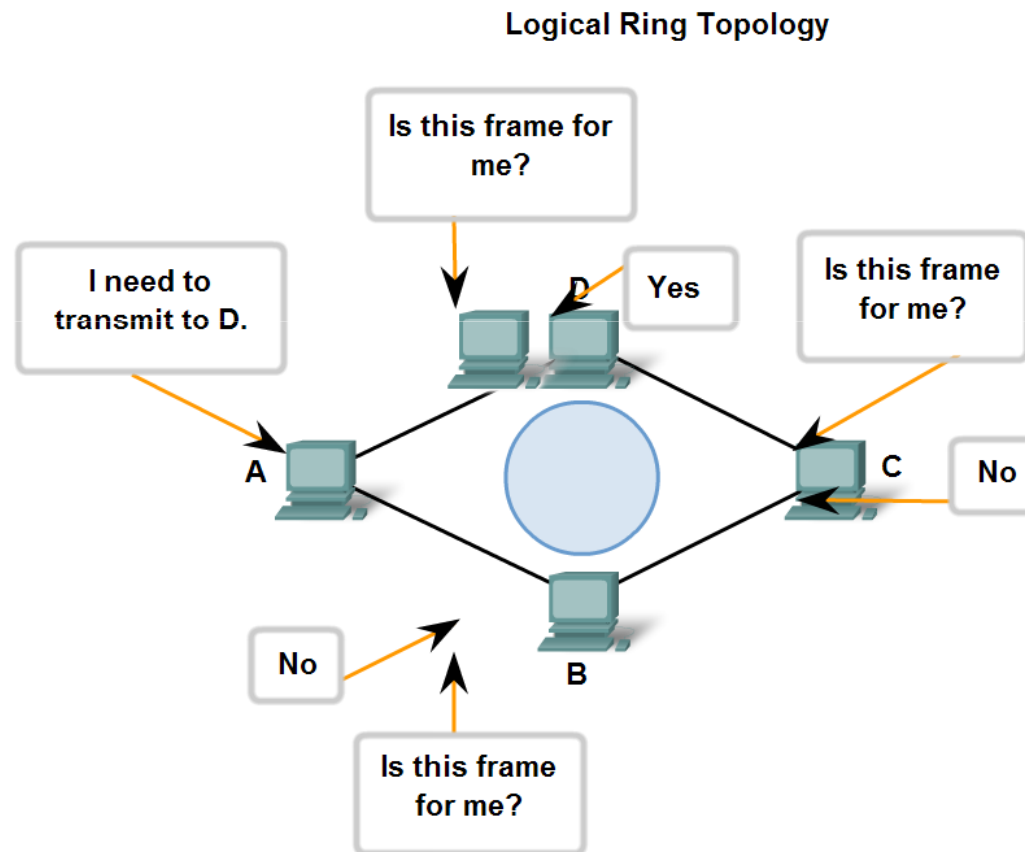 Logical Ring Topology
Is this frame for
me?
I need to
transmit to D.
D
Yes
Is this frame
for me?
A
C
No
B
No
Is this frame
for me?